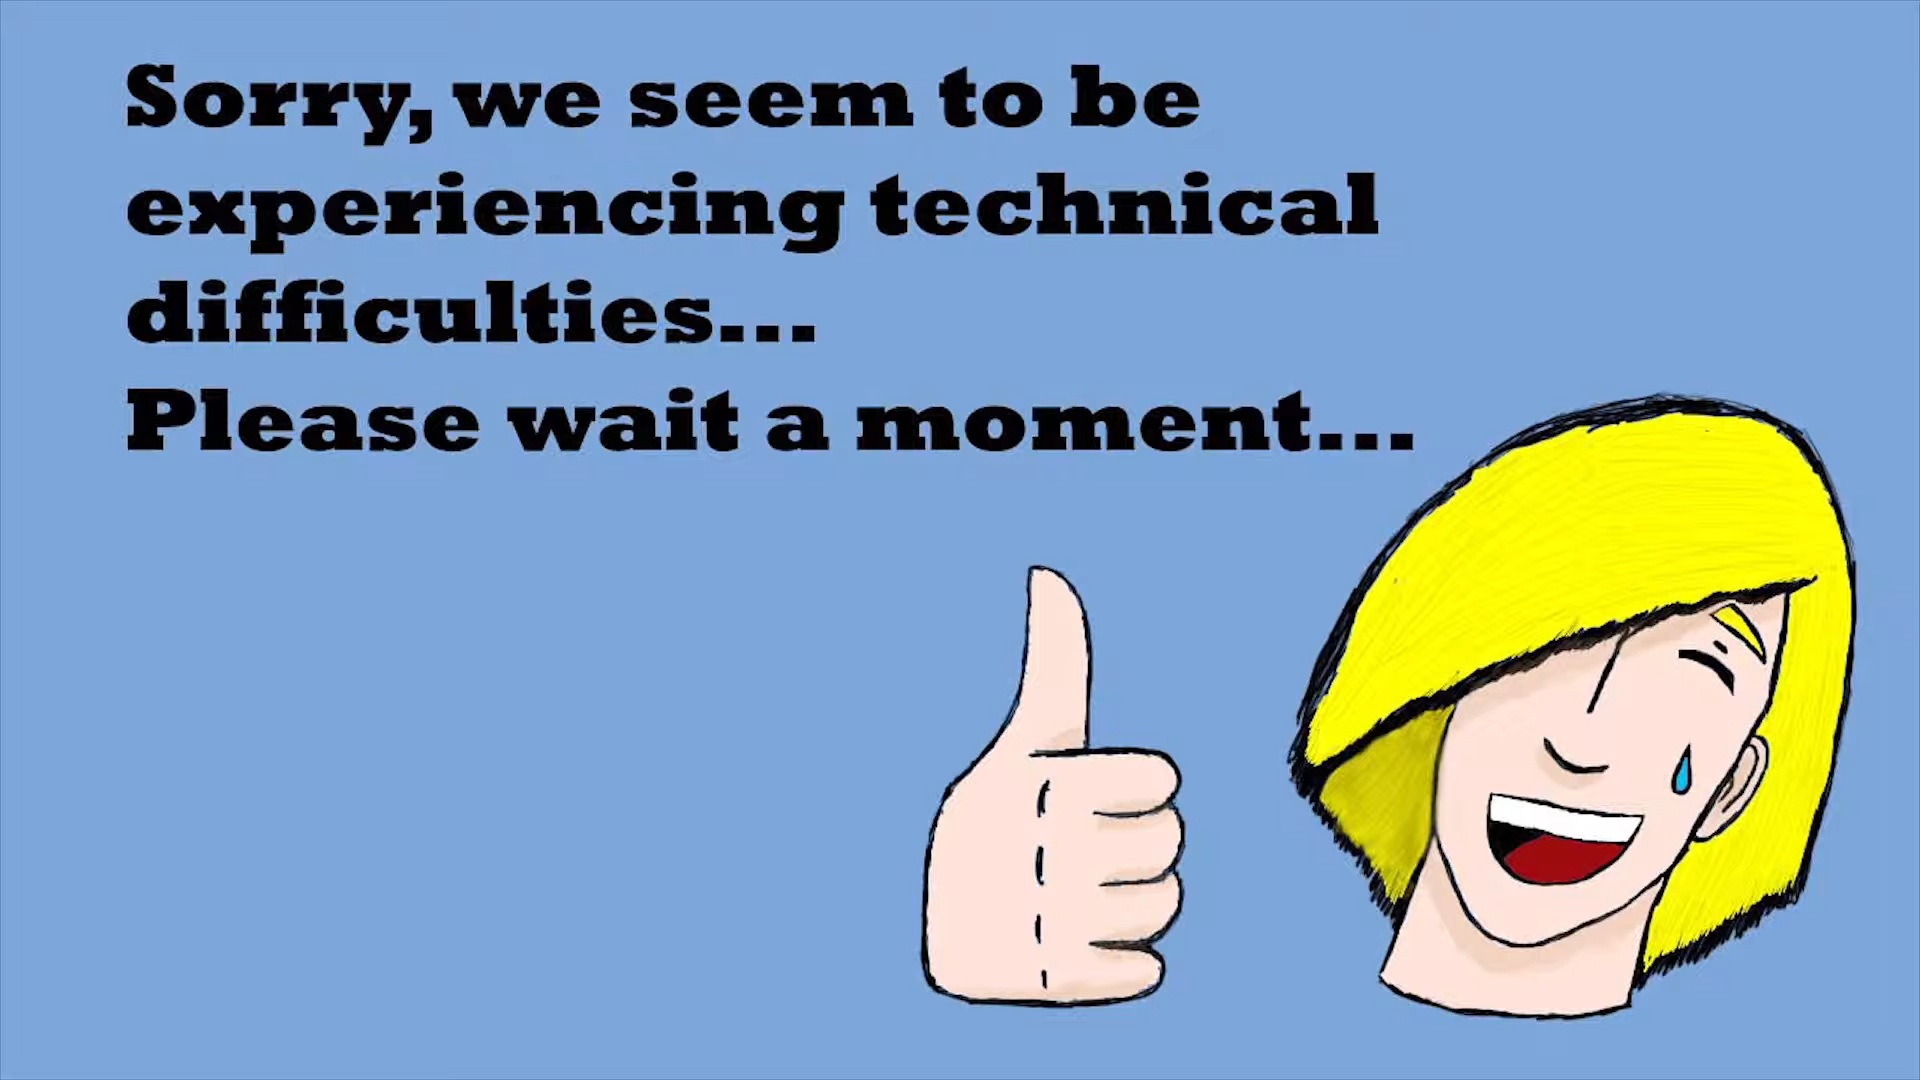 Sorry, we seem to be
experiencing technical
difficulties...
Please wait a moment...